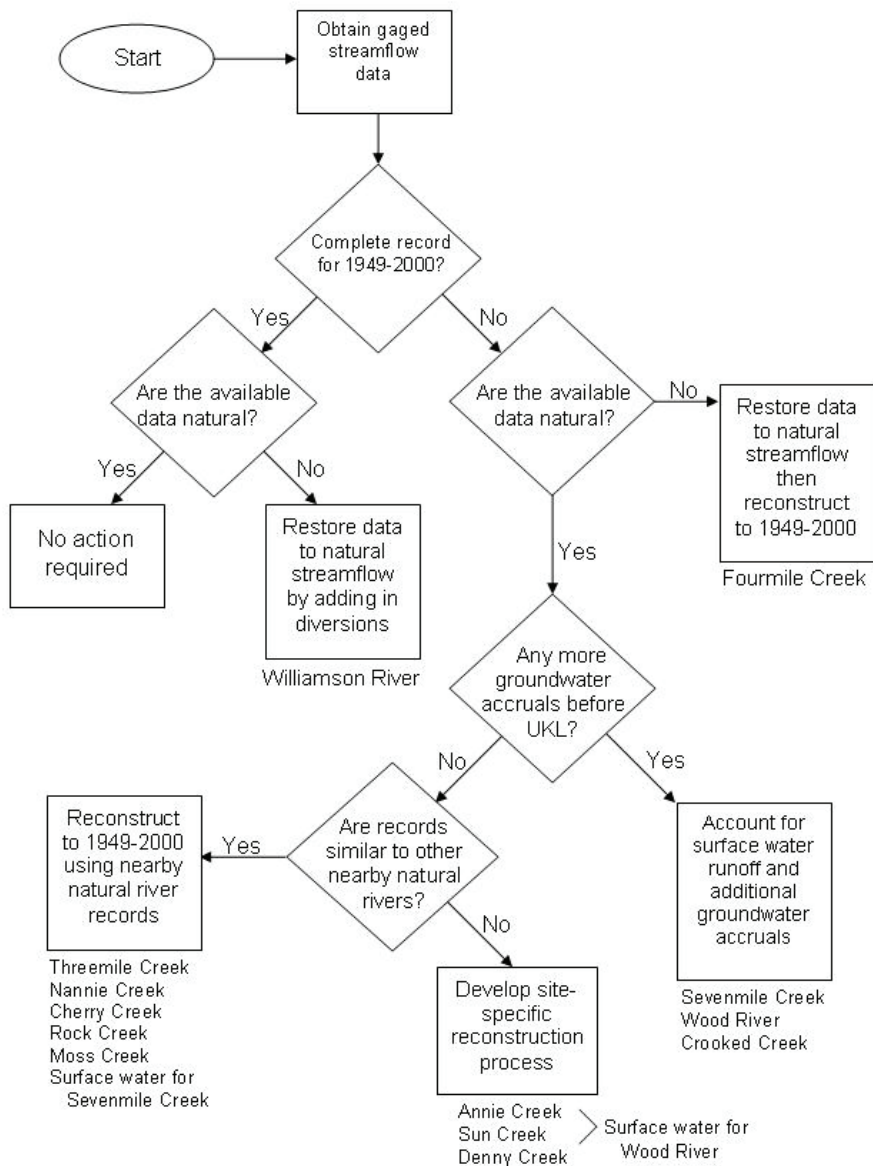 Start
Obtain gaged
streamflow
data
Complete record
for 1949-2000?
Yes
No
Are the available
data natural?
Are the available
data natural?
No
Restore data
to natural
streamflow
then
reconstruct
to 1949-2000
Fourmile Creek
Yes
No
No action
required
Restore data
to natural
streamflow
by adding in
diversions
Williamson River
Yes
Any more
groundwater
accruals before
UKL?
No
Yes
Reconstruct
to 1949-2000
using nearby
natural river
records
Yes
Are records
similar to other
nearby natural
rivers?
Account for
surface water
runoff and
additional
groundwater
accruals
No
Threemile Creek
Nannie Creek
Cherry Creek
Rock Creek
Moss Creek
Surface water for
Sevenmile Creek
Develop site-
specific
reconstruction
process
Sevenmile Creek
Wood River
Crooked Creek
Annie Creek
Sun Creek
Denny Creek
Surface water for
Wood River